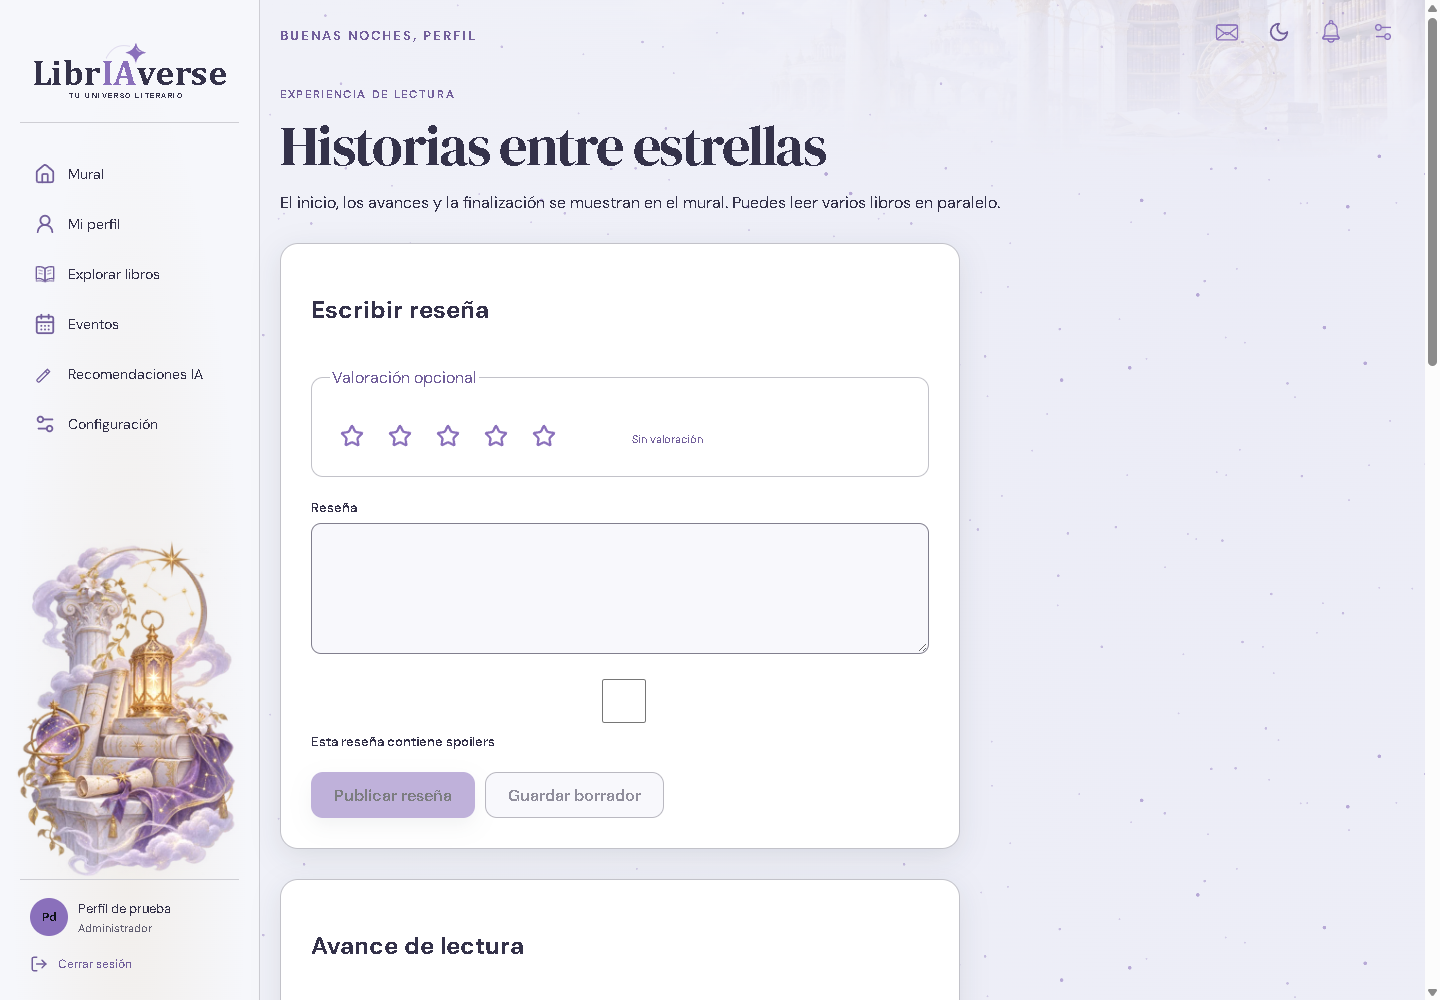 LibrIAverse
TU UNIVERSO LITERARIO
Mural
Mi perfil
Explorar libros
Eventos
Recomendaciones IA
Configuración
Pd
Perfil de prueba
Administrador
Cerrar sesión
BUENAS NOCHES, PERFIL
EXPERIENCIA DE LECTURA
Historias entre estrellas
El inicio, los avances y la finalización se muestran en el mural. Puedes leer varios libros en paralelo.
Escribir reseña
Valoración opcional
Sin valoración
Reseña
Esta reseña contiene spoilers
Publicar reseña
Guardar borrador
Avance de lectura